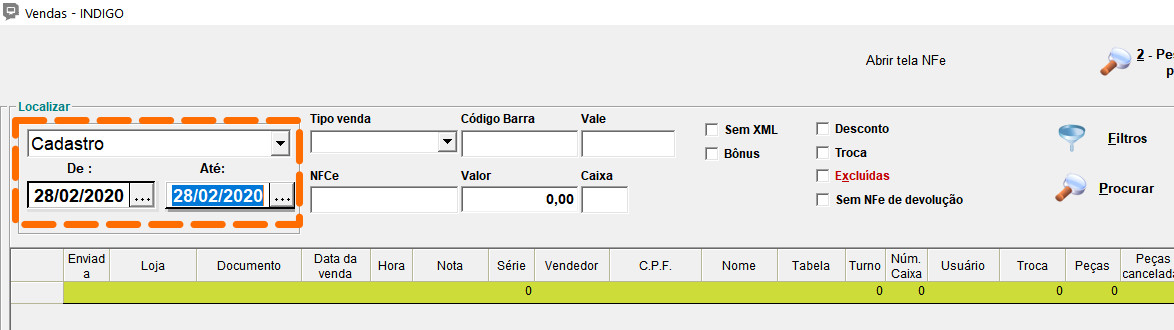 Vendas - INDIGO
Abrir tela NFe
2 - Pes
p
Localizar
Cadastro
De :
Até:
28/02/2020 ...
28/02/2020 ...
Tipo venda
Código Barra
Vale
NFCe
Valor
Caixa
0,00
Sem XML
Bônus
Desconto
Troca
Excluídas
Sem NFe de devolução
Filtros
Procurar
Enviad
a
Loja
Documento
Data da
venda
Hora
Nota
Série
Vendedor
C.P.F.
Nome
Tabela
Turno
Núm.
Caixa
Usuário
Troca
Peças
Peças
cancelada
0
0
0
0
0